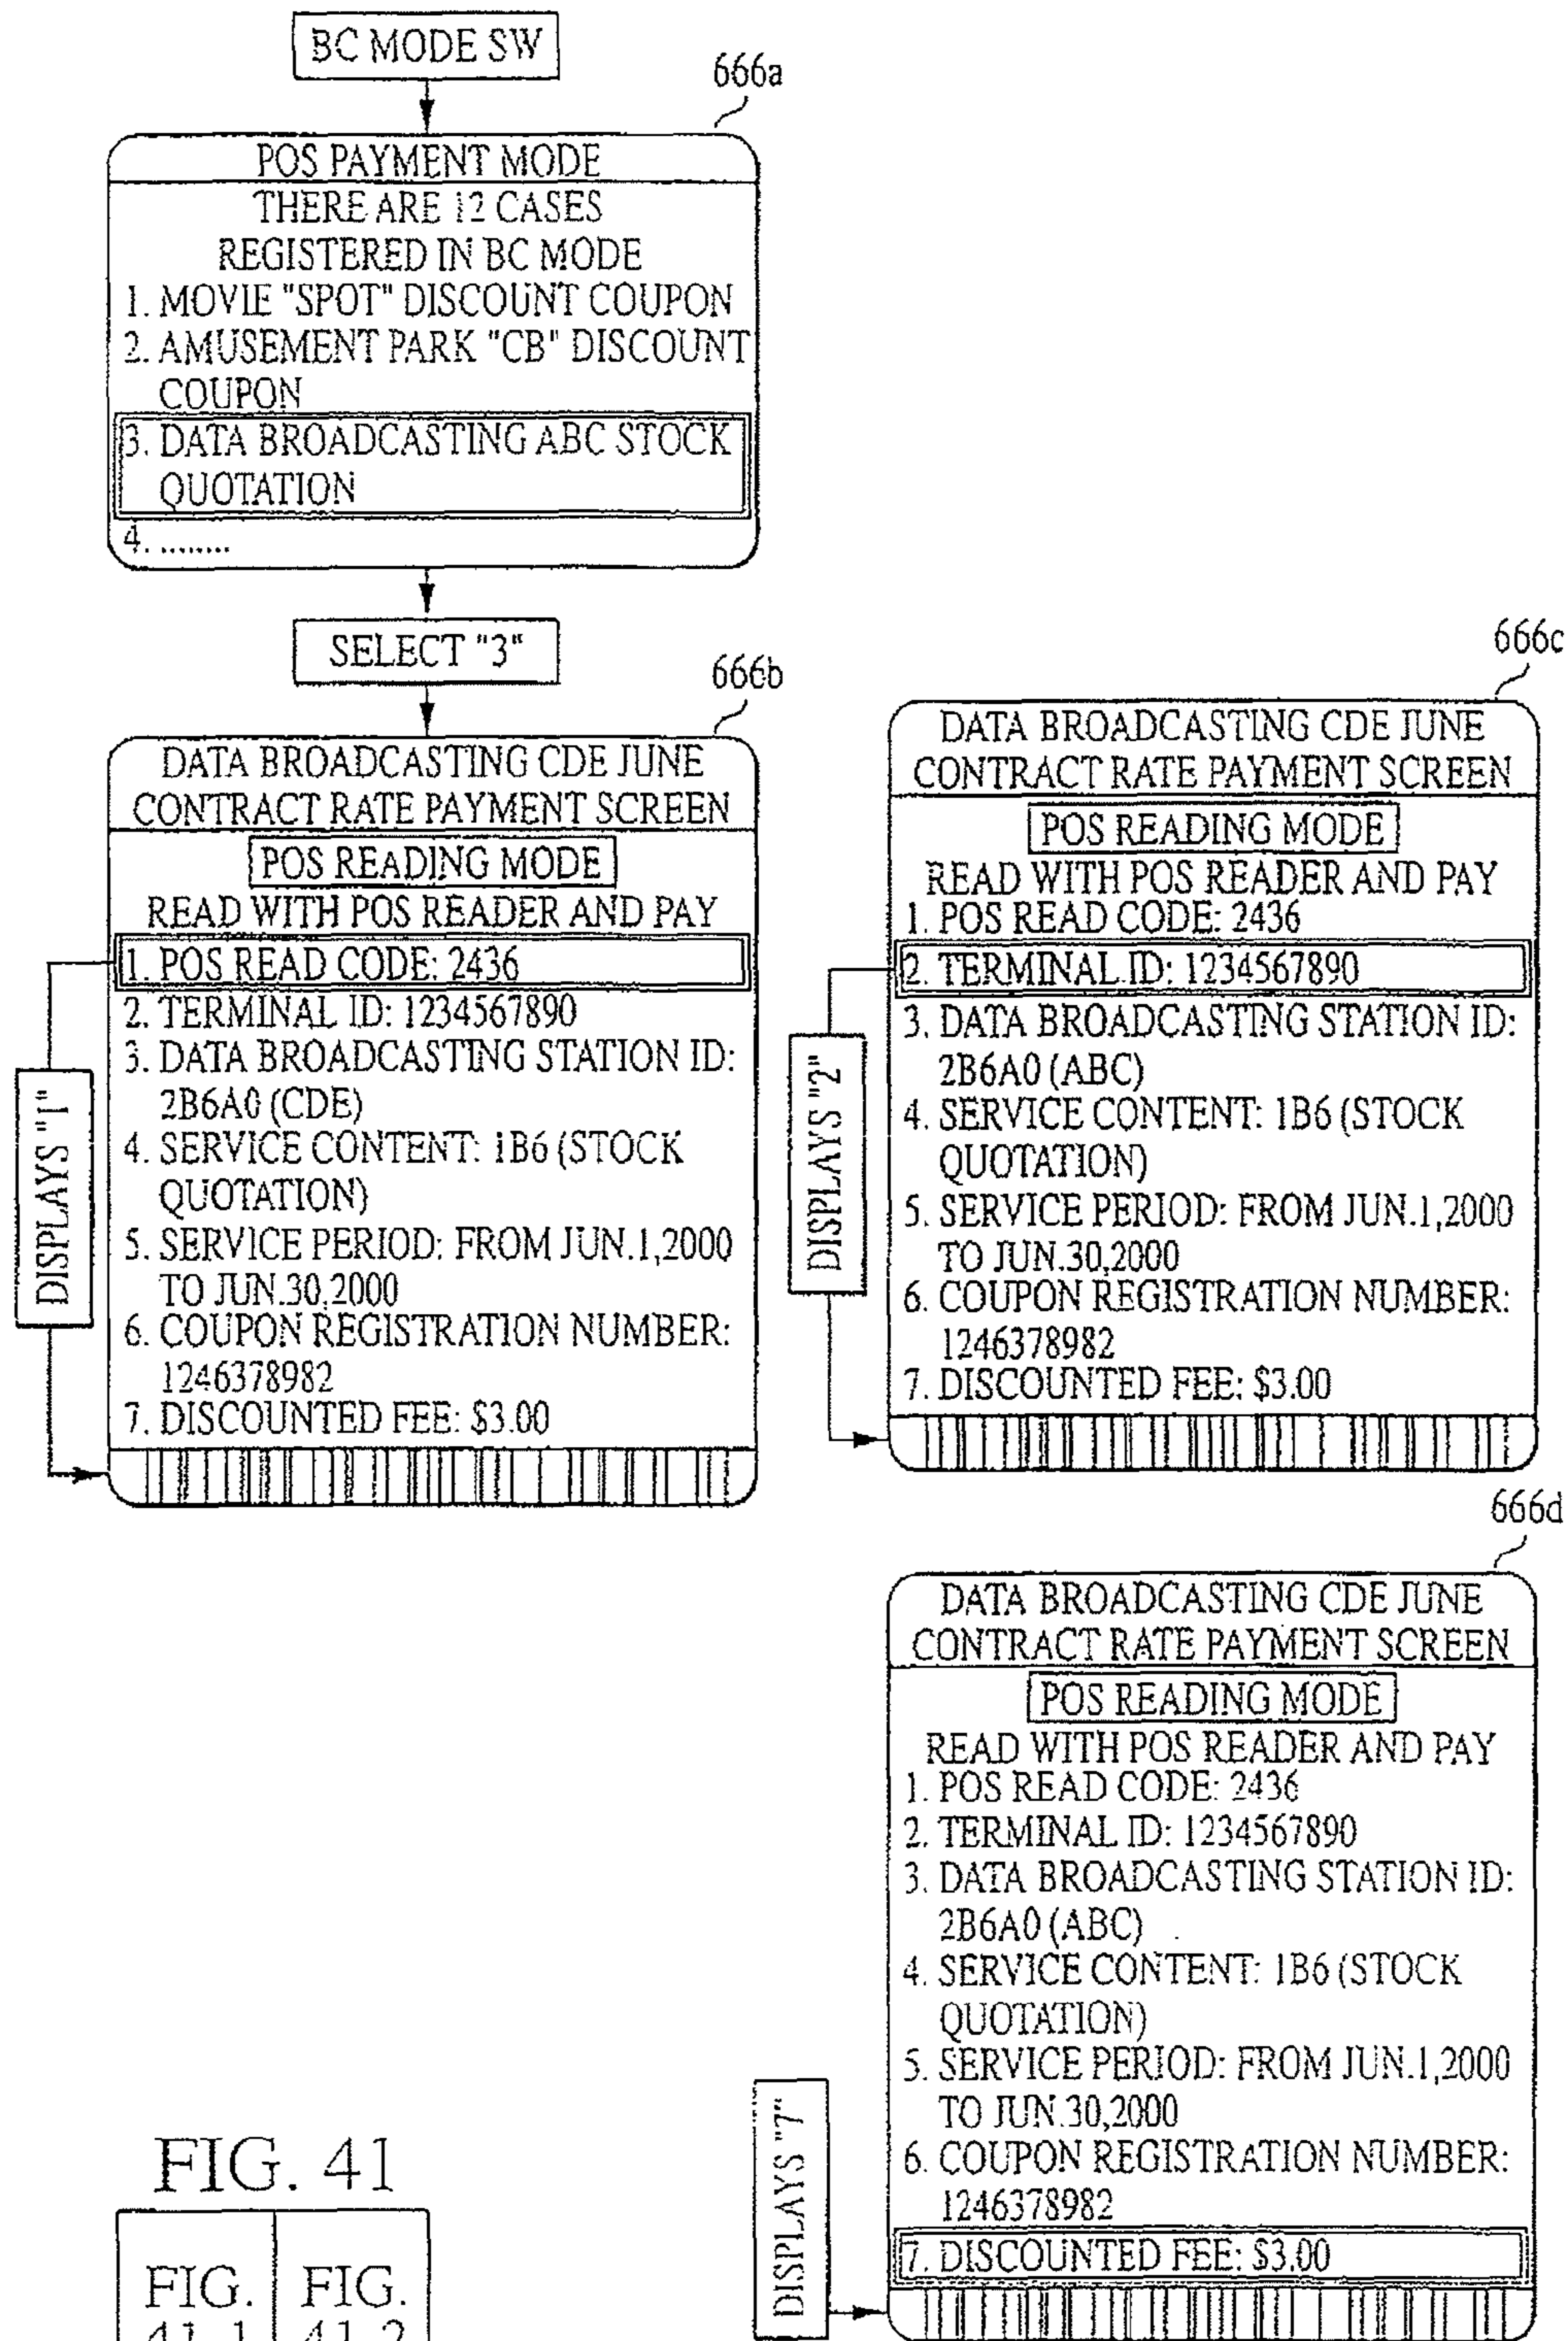 BC MODE SW
666a
POS PAYMENT MODE
THERE ARE 12 CASES
REGISTERED IN BC MODE
1. MOVIE "SPOT" DISCOUNT COUPON
2. AMUSEMENT PARK "CB" DISCOUNT
COUPON
3. DATA BROADCASTING ABC STOCK
QUOTATION
4. ........
SELECT "3"
666b
DATA BROADCASTING CDE JUNE
CONTRACT RATE PAYMENT SCREEN
POS READING MODE
READ WITH POS READER AND PAY
1. POS READ CODE: 2436
2. TERMINAL ID: 1234567890
3. DATA BROADCASTING STATION ID:
2B6A0 (CDE)
4. SERVICE CONTENT: 1B6 (STOCK
QUOTATION)
5. SERVICE PERIOD: FROM JUN.1,2000
TO JUN.30,2000
6. COUPON REGISTRATION NUMBER:
1246378982
7. DISCOUNTED FEE: $3.00
DISPLAYS "1"
666c
DATA BROADCASTING CDE JUNE
CONTRACT RATE PAYMENT SCREEN
POS READING MODE
READ WITH POS READER AND PAY
1. POS READ CODE: 2436
2. TERMINAL ID: 1234567890
3. DATA BROADCASTING STATION ID:
2B6A0 (ABC)
4. SERVICE CONTENT: 1B6 (STOCK
QUOTATION)
5. SERVICE PERIOD: FROM JUN.1,2000
TO JUN.30,2000
6. COUPON REGISTRATION NUMBER:
1246378982
7. DISCOUNTED FEE: $3.00
DISPLAYS "2"
666d
DATA BROADCASTING CDE JUNE
CONTRACT RATE PAYMENT SCREEN
POS READING MODE
READ WITH POS READER AND PAY
1. POS READ CODE: 2436
2. TERMINAL ID: 1234567890
3. DATA BROADCASTING STATION ID:
2B6A0 (ABC)
4. SERVICE CONTENT: 1B6 (STOCK
QUOTATION)
5. SERVICE PERIOD: FROM JUN.1,2000
TO JUN.30,2000
6. COUPON REGISTRATION NUMBER:
1246378982
7. DISCOUNTED FEE: $3.00
DISPLAYS "7"
FIG. 41
FIG. FIG.
41-1 41-2